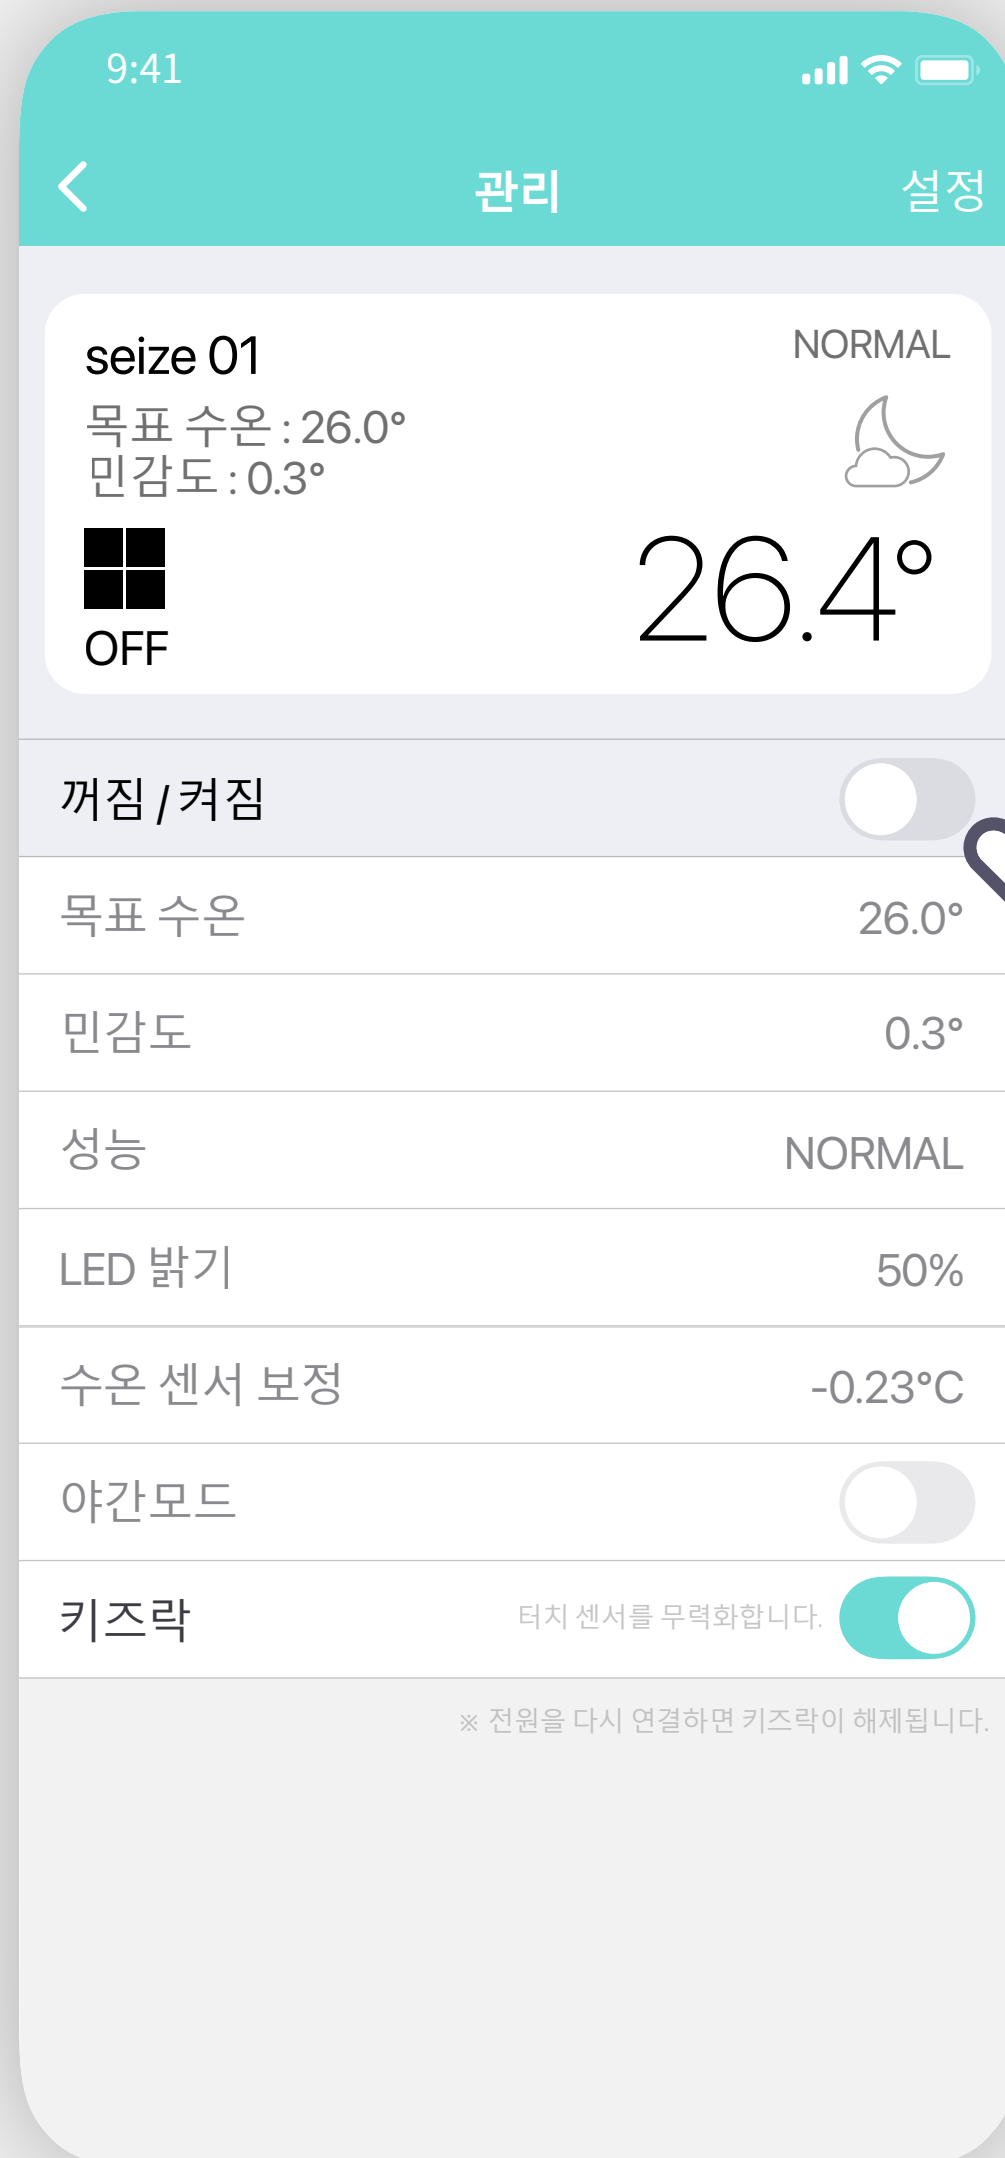 9:41
관리
설정
seize 01
NORMAL
목표 수온 : 26.0°
민감도 : 0.3°
26.4°
OFF
꺼짐 / 켜짐
목표 수온 26.0°
민감도 0.3°
성능 NORMAL
LED 밝기 50%
수온 센서 보정 -0.23°C
야간모드
키즈락 터치 센서를 무력화합니다.
※ 전원을 다시 연결하면 키즈락이 해제됩니다.